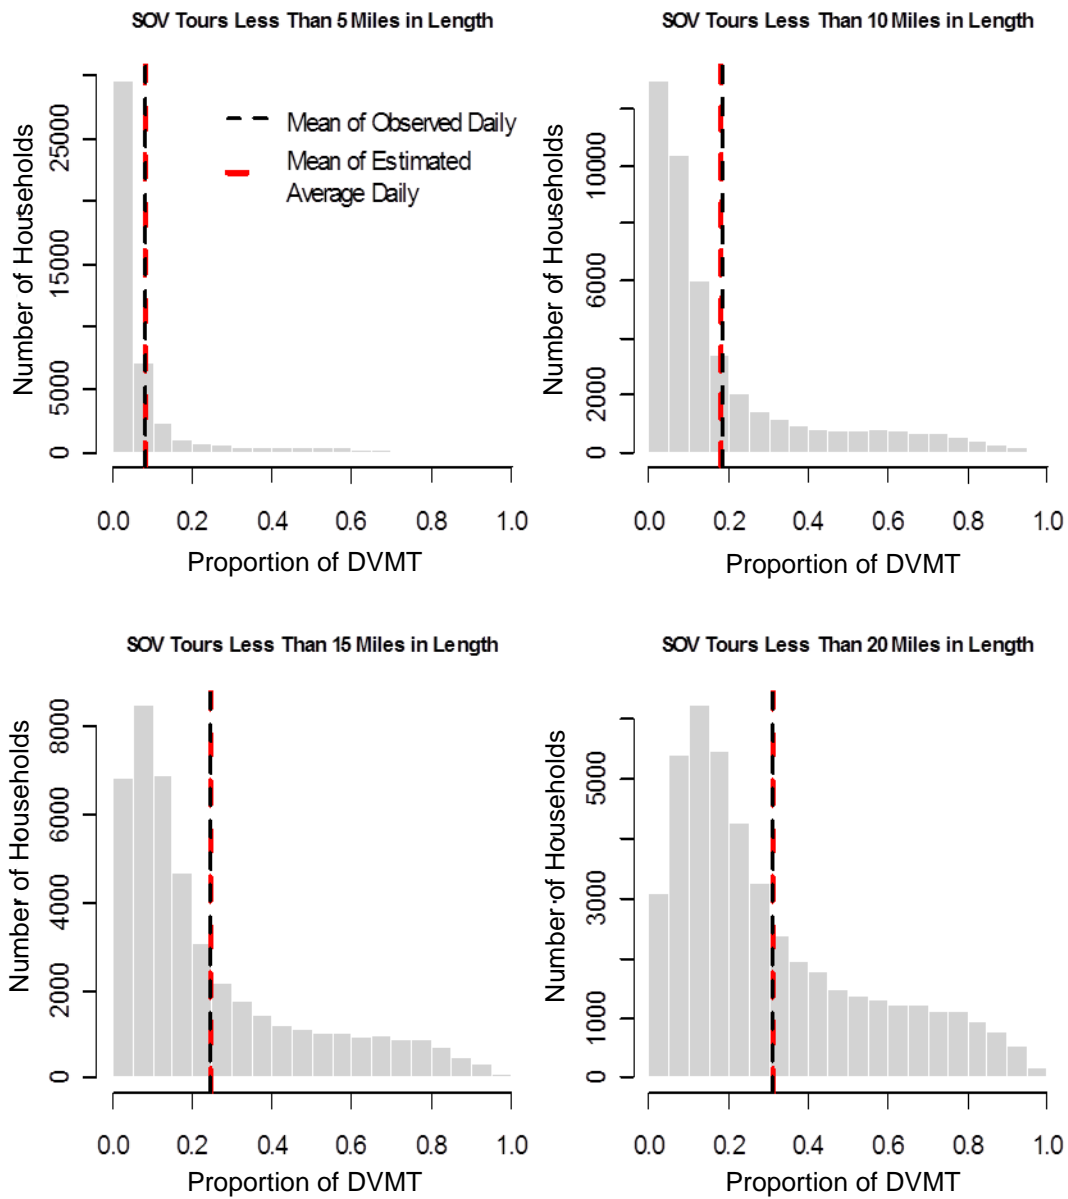 SOV Tours Less Than 5 Miles in Length
Number of Households
0
5000
15000
25000
Mean of Observed Daily
Mean of Estimated
Average Daily
0.0 0.2 0.4 0.6 0.8 1.0
Proportion of DVMT
SOV Tours Less Than 10 Miles in Length
Number of Households
0
2000
6000
10000
0.0 0.2 0.4 0.6 0.8 1.0
Proportion of DVMT
SOV Tours Less Than 15 Miles in Length
Number of Households
0
2000
4000
6000
8000
0.0 0.2 0.4 0.6 0.8 1.0
Proportion of DVMT
SOV Tours Less Than 20 Miles in Length
Number of Households
0
1000
3000
5000
0.0 0.2 0.4 0.6 0.8 1.0
Proportion of DVMT